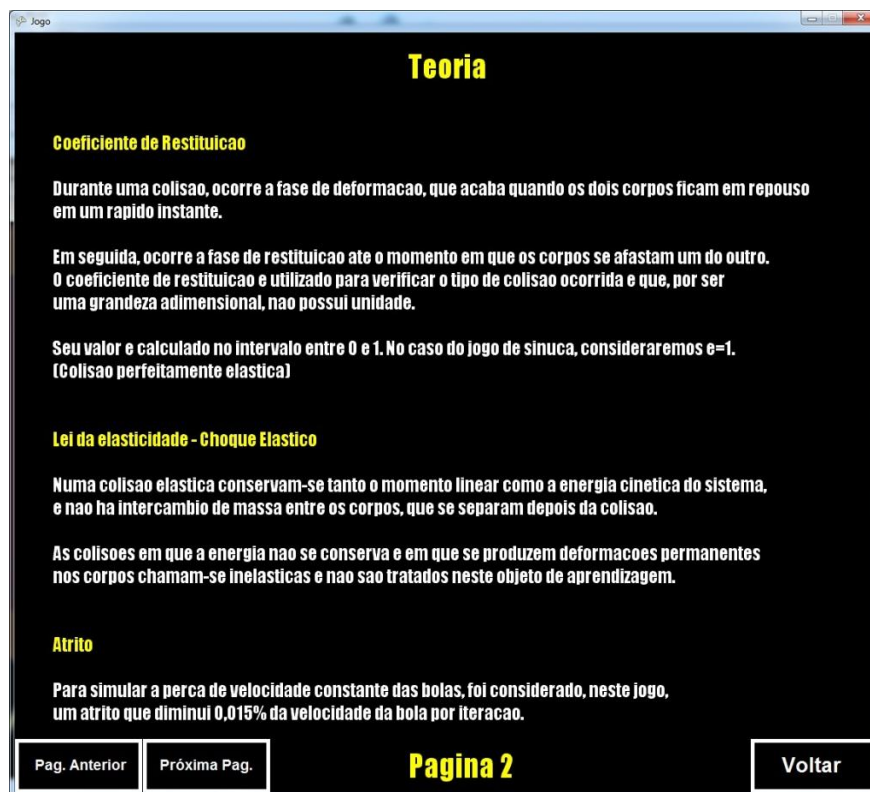 Jogo
Teoria
Coeficiente de Restituicao
Durante uma colisao, ocorre a fase de deformacao, que acaba quando os dois corpos ficam em repouso
em um rapido instante.
Em seguida, ocorre a fase de restituicao ate o momento em que os corpos se afastam um do outro.
O coeficiente de restituicao e utilizado para verificar o tipo de colisao ocorrida e que, por ser
uma grandeza adimensional, nao possui unidade.
Seu valor e calculado no intervalo entre 0 e 1. No caso do jogo de sinuca, consideraremos e=1.
(Colisao perfeitamente elastica)
Lei da elasticidade - Choque Elastico
Numa colisao elastica conservam-se tanto o momento linear como a energia cinetica do sistema,
e nao ha intercambio de massa entre os corpos, que se separam depois da colisao.
As colisoes em que a energia nao se conserva e em que se produzem deformacoes permanentes
nos corpos chamam-se inelasticas e nao sao tratados neste objeto de aprendizagem.
Atrito
Para simular a perca de velocidade constante das bolas, foi considerado, neste jogo,
um atrito que diminui 0,015% da velocidade da bola por iteracao.
Pag. Anterior
Próxima Pag.
Pagina 2
Voltar